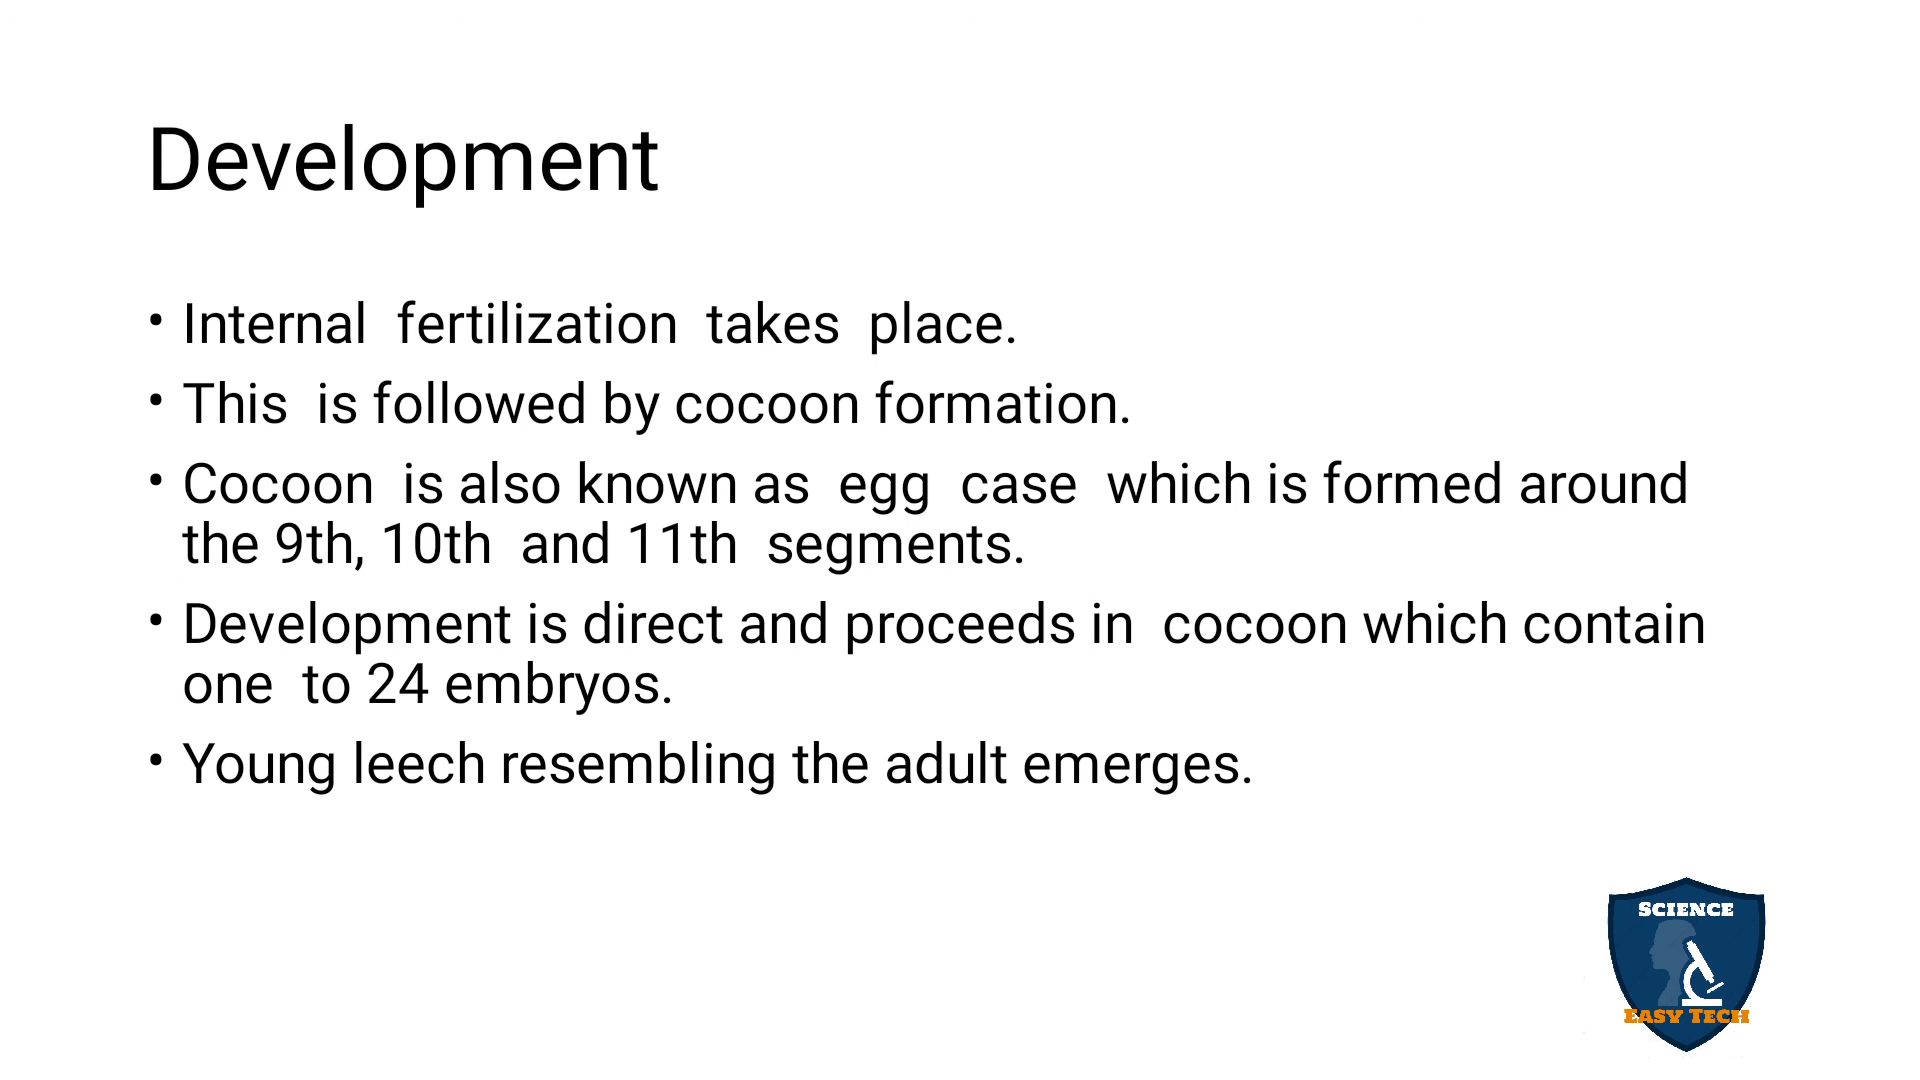 Development
• Internal  fertilization  takes  place.
• This  is followed by cocoon formation.
• Cocoon  is also known as  egg  case  which is formed around
the 9th, 10th  and 11th  segments.
• Development is direct and proceeds in  cocoon which contain
one  to 24 embryos.
• Young leech resembling the adult emerges.
SCIENCE
EASY TECH